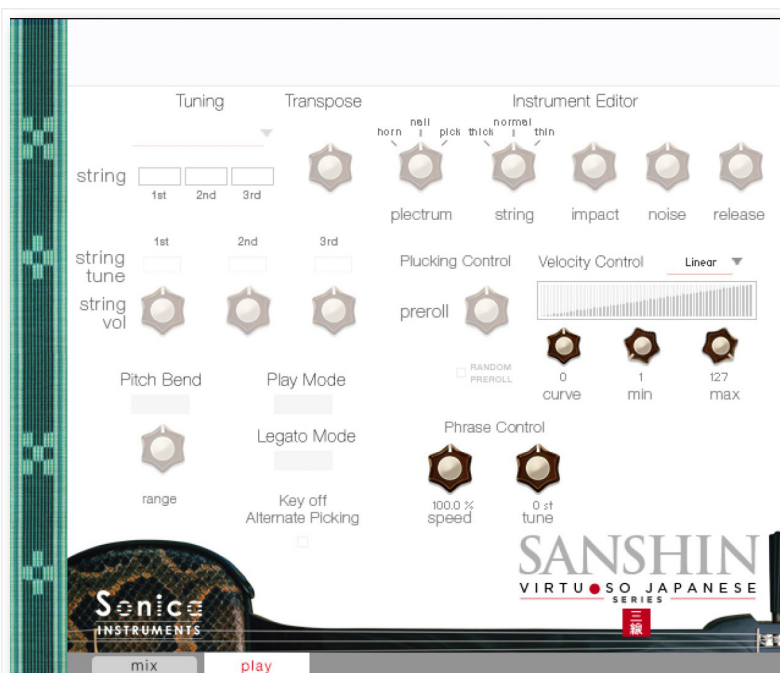 Tuning
Transpose
Instrument Editor
horn nail pick
thick normal thin
string
1st 2nd 3rd
plectrum string impact noise release
1st 2nd 3rd
string
tune
string
vol
Plucking Control
preroll
RANDOM
PREROLL
Velocity Control
Linear
0 1 127
curve min max
Pitch Bend
range
Play Mode
Legato Mode
Key off
Alternate Picking
Phrase Control
100.0 % 0 st
speed tune
SANSHIN
VIRTUOSO JAPANESE
SERIES
三線
Sonica
INSTRUMENTS
mix play